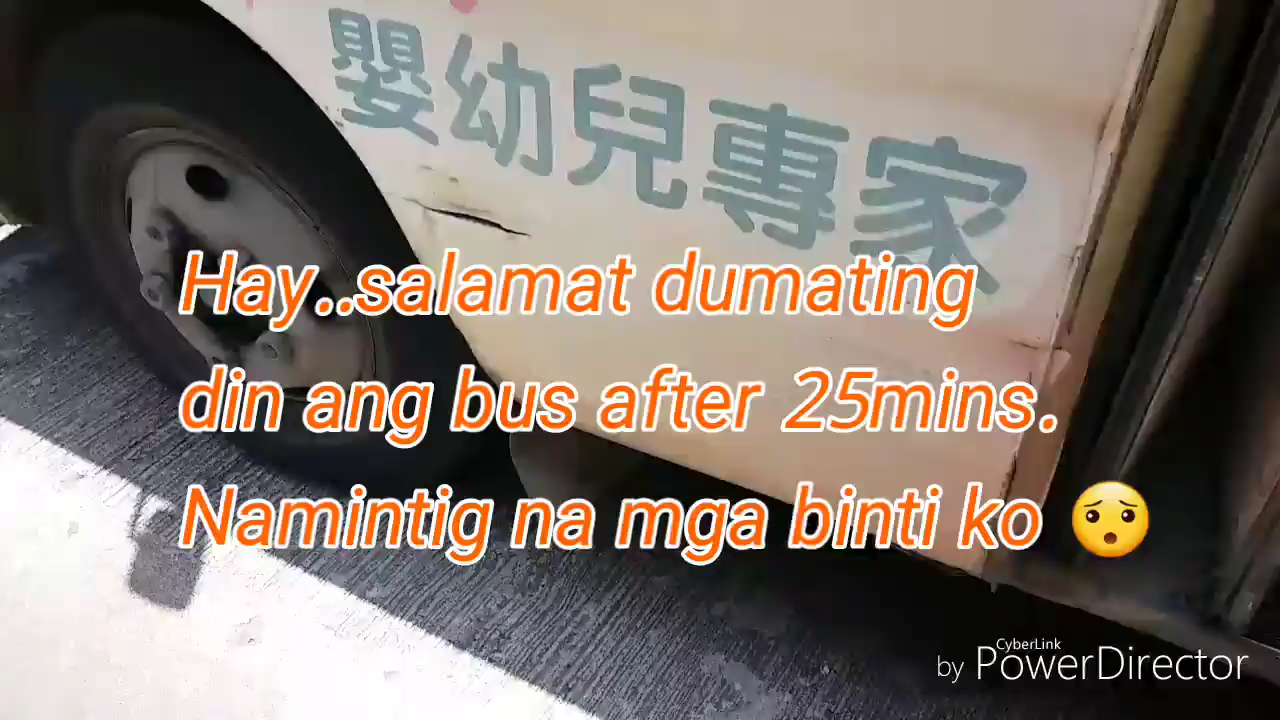 嬰幼兒專家
Hay..salamat dumating
din ang bus after 25mins.
Namintig na mga binti ko 😯
CyberLink
by PowerDirector